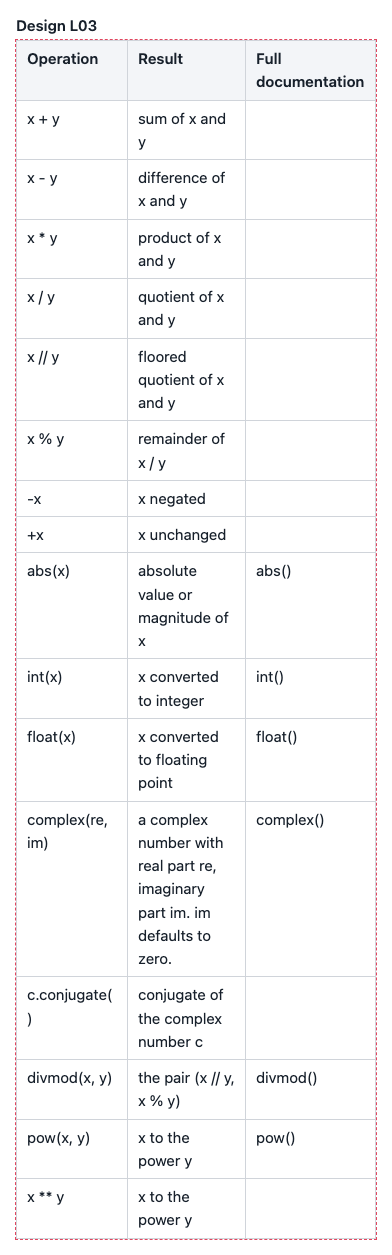 Design L03
Operation Result Full
documentation
x + y sum of x and
y
x - y difference of
x and y
x * y product of x
and y
x / y quotient of x
and y
x // y floored
quotient of x
and y
x % y remainder of
x / y
-x x negated
+x x unchanged
abs(x) absolute abs()
value or
magnitude of
x
int(x) x converted int()
to integer
float(x) x converted float()
to floating
point
complex(re, a complex complex()
im) number with
real part re,
imaginary
part im. im
defaults to
zero.
c.conjugate( conjugate of
) the complex
number c
divmod(x, y) the pair (x // y, divmod()
x % y)
pow(x, y) x to the pow()
power y
x ** y x to the
power y